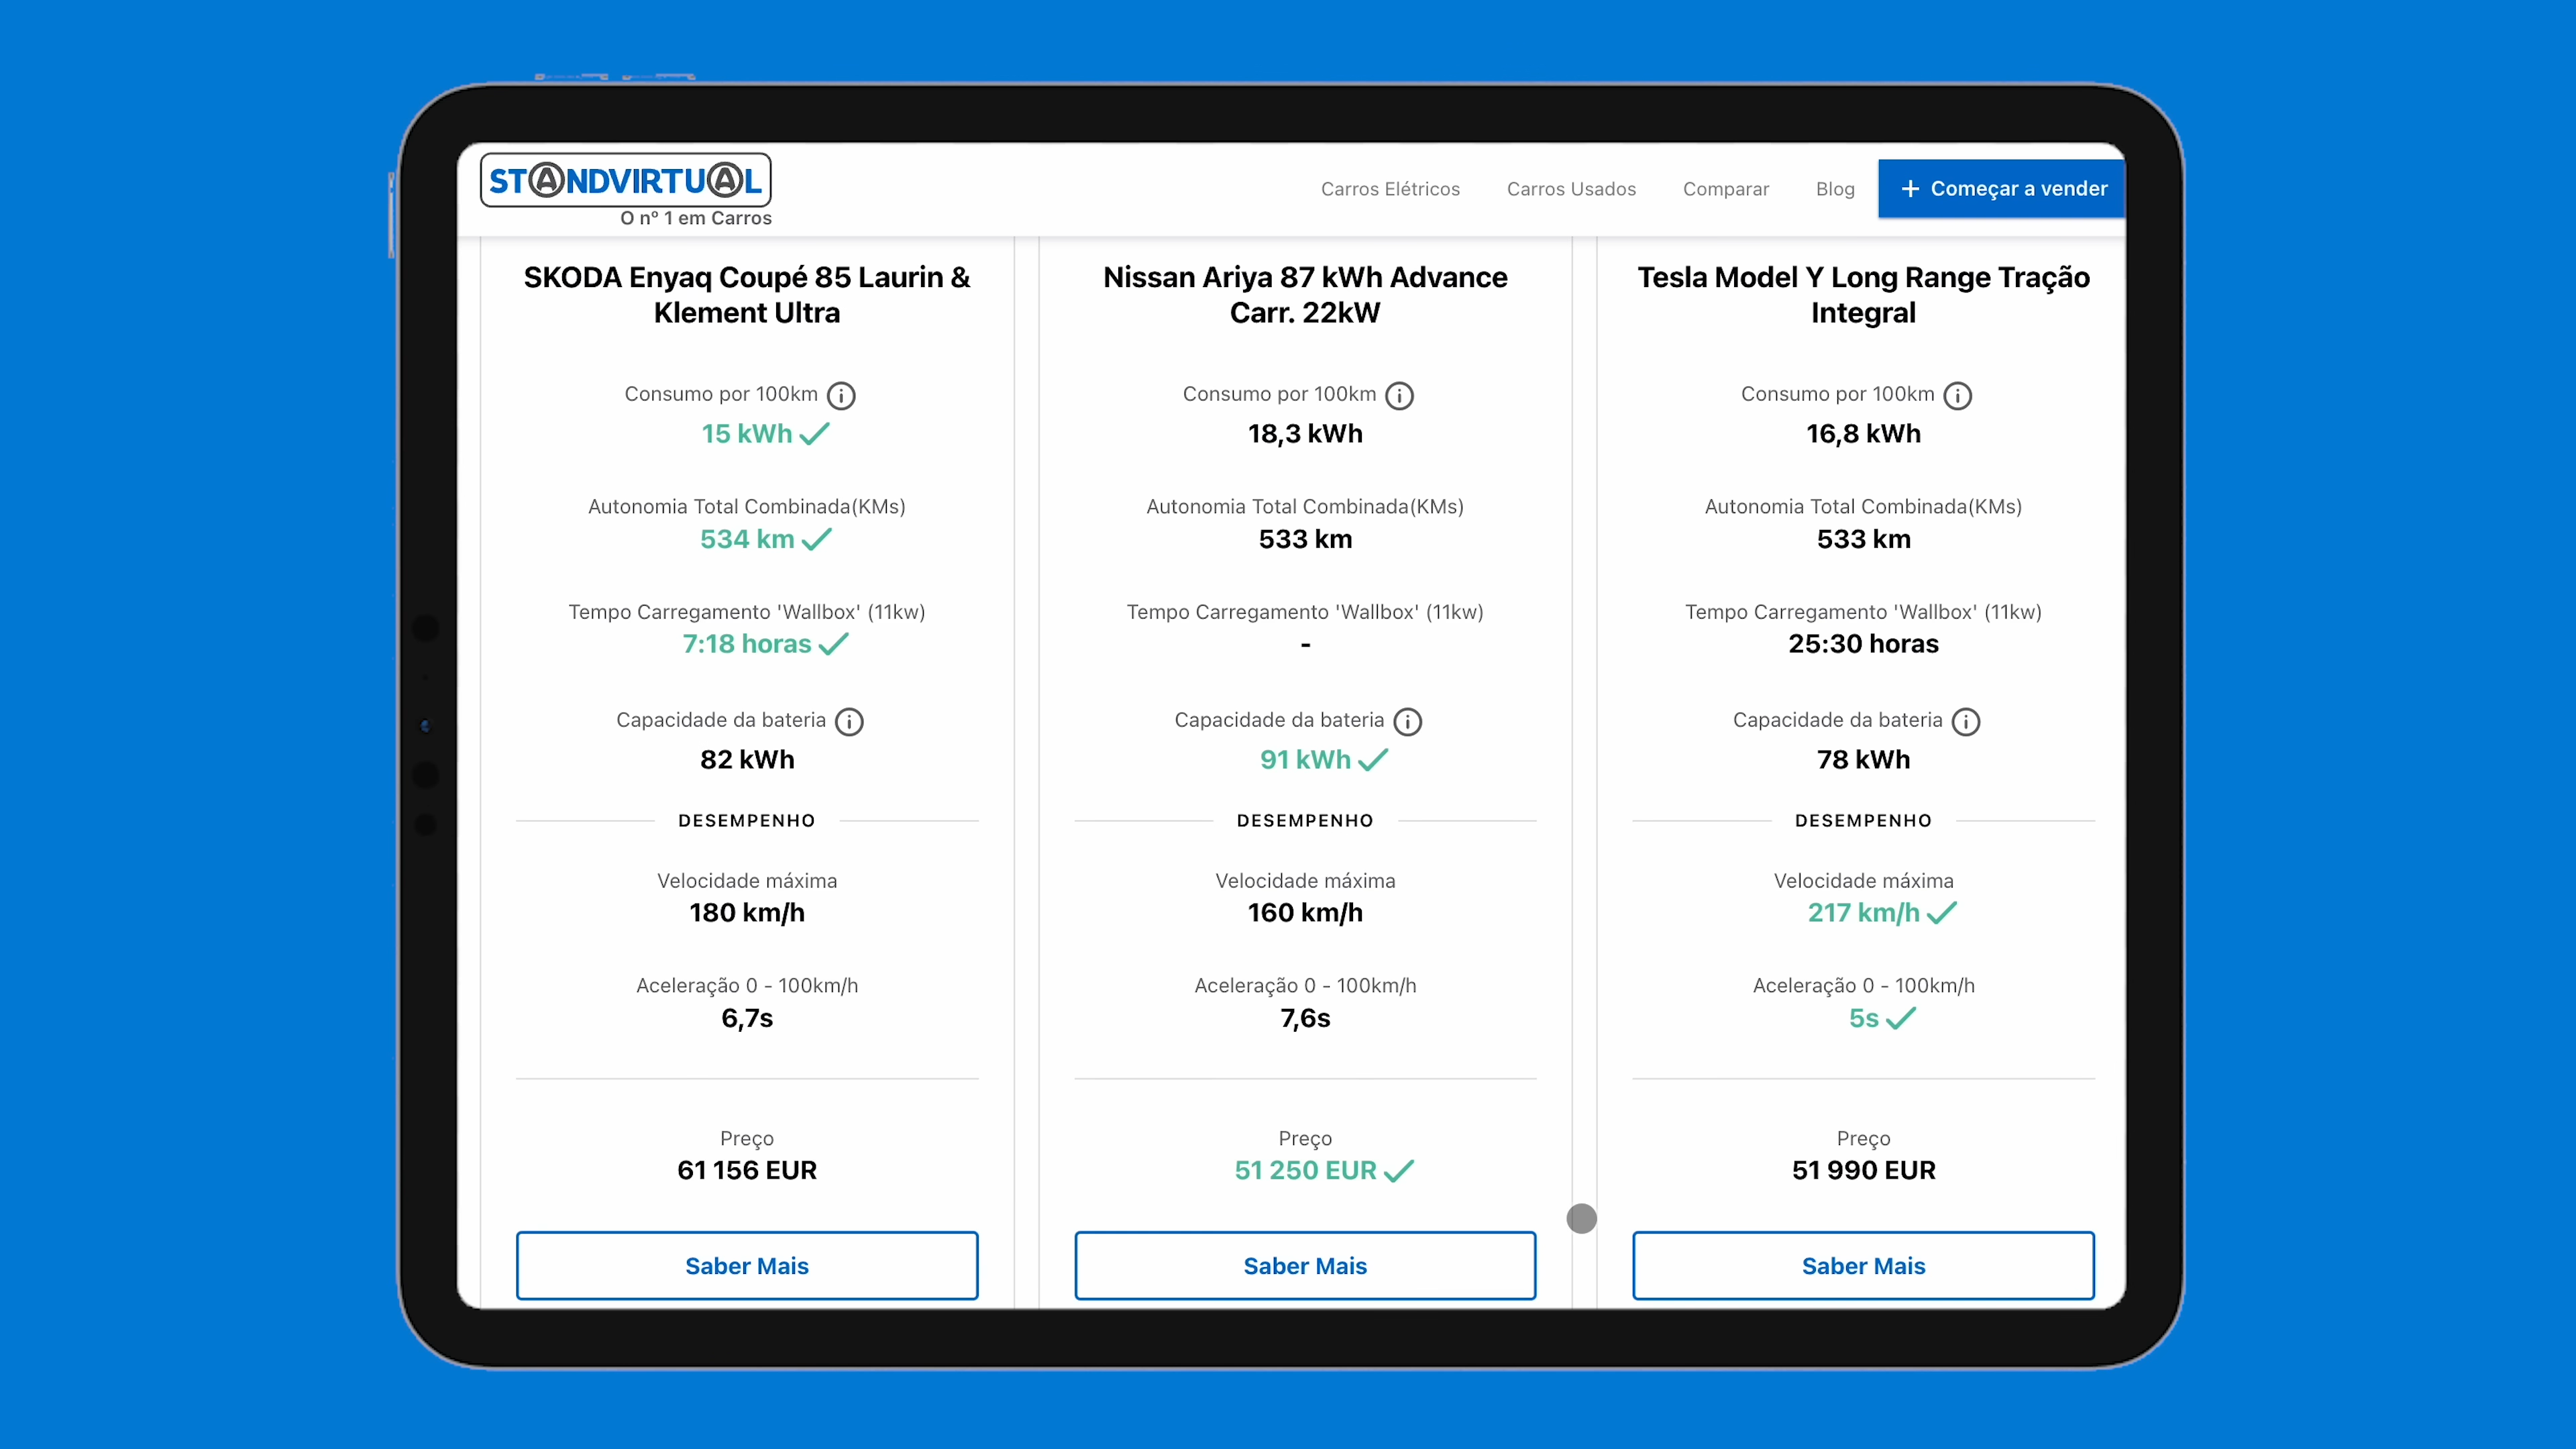 STANDVIRTUAL
O nº 1 em Carros
Carros Elétricos
Carros Usados
Comparar
Blog
+ Começar a vender
SKODA Enyaq Coupé 85 Laurin &
Klement Ultra
Consumo por 100km
15 kWh
Autonomia Total Combinada(KMs)
534 km
Tempo Carregamento 'Wallbox' (11kw)
7:18 horas
Capacidade da bateria
82 kWh
DESEMPENHO
Velocidade máxima
180 km/h
Aceleração 0 - 100km/h
6,7s
Preço
61 156 EUR
Saber Mais
Nissan Ariya 87 kWh Advance
Carr. 22kW
Consumo por 100km
18,3 kWh
Autonomia Total Combinada(KMs)
533 km
Tempo Carregamento 'Wallbox' (11kw)
-
Capacidade da bateria
91 kWh
DESEMPENHO
Velocidade máxima
160 km/h
Aceleração 0 - 100km/h
7,6s
Preço
51 250 EUR
Saber Mais
Tesla Model Y Long Range Tração
Integral
Consumo por 100km
16,8 kWh
Autonomia Total Combinada(KMs)
533 km
Tempo Carregamento 'Wallbox' (11kw)
25:30 horas
Capacidade da bateria
78 kWh
DESEMPENHO
Velocidade máxima
217 km/h
Aceleração 0 - 100km/h
5s
Preço
51 990 EUR
Saber Mais